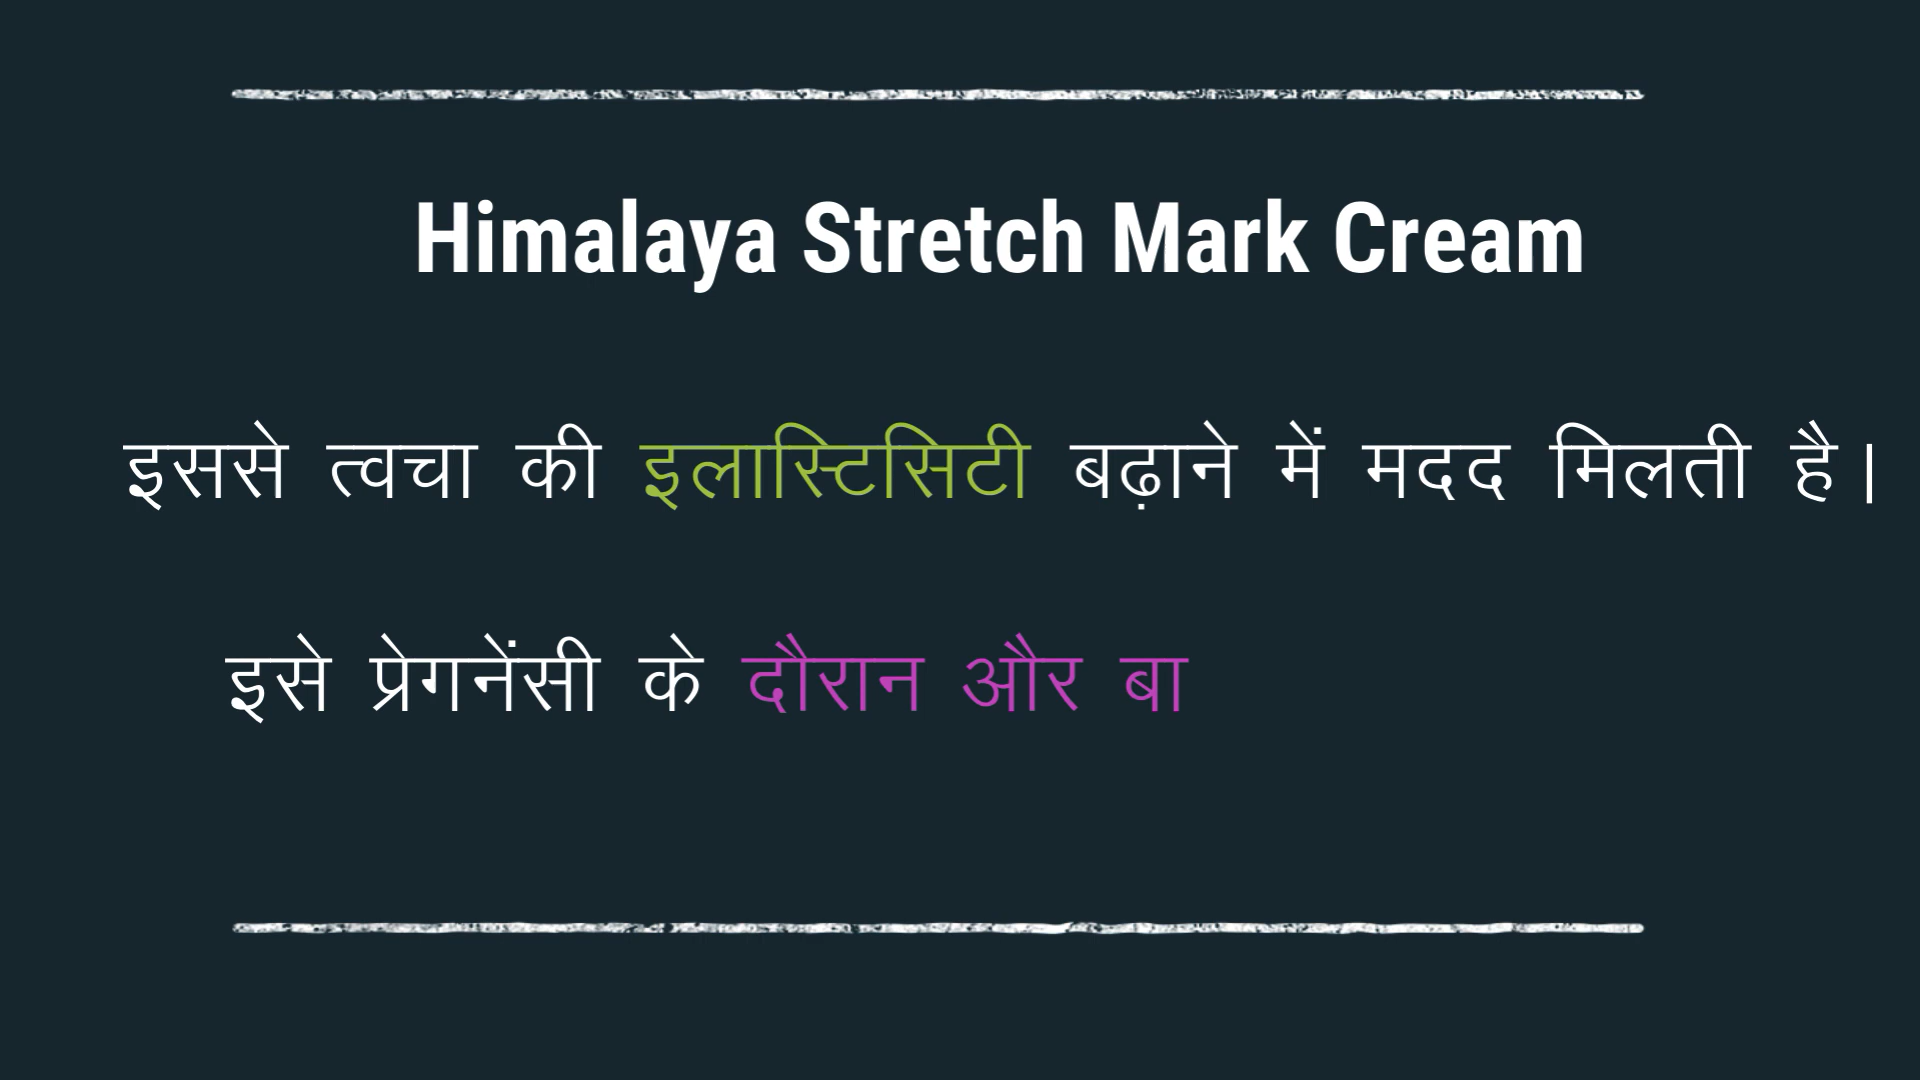 Himalaya Stretch Mark Cream
इससे त्वचा की इलास्टिसिटी बढ़ाने में मदद मिलती है।
इसे प्रेगनेंसी के दौरान और बा